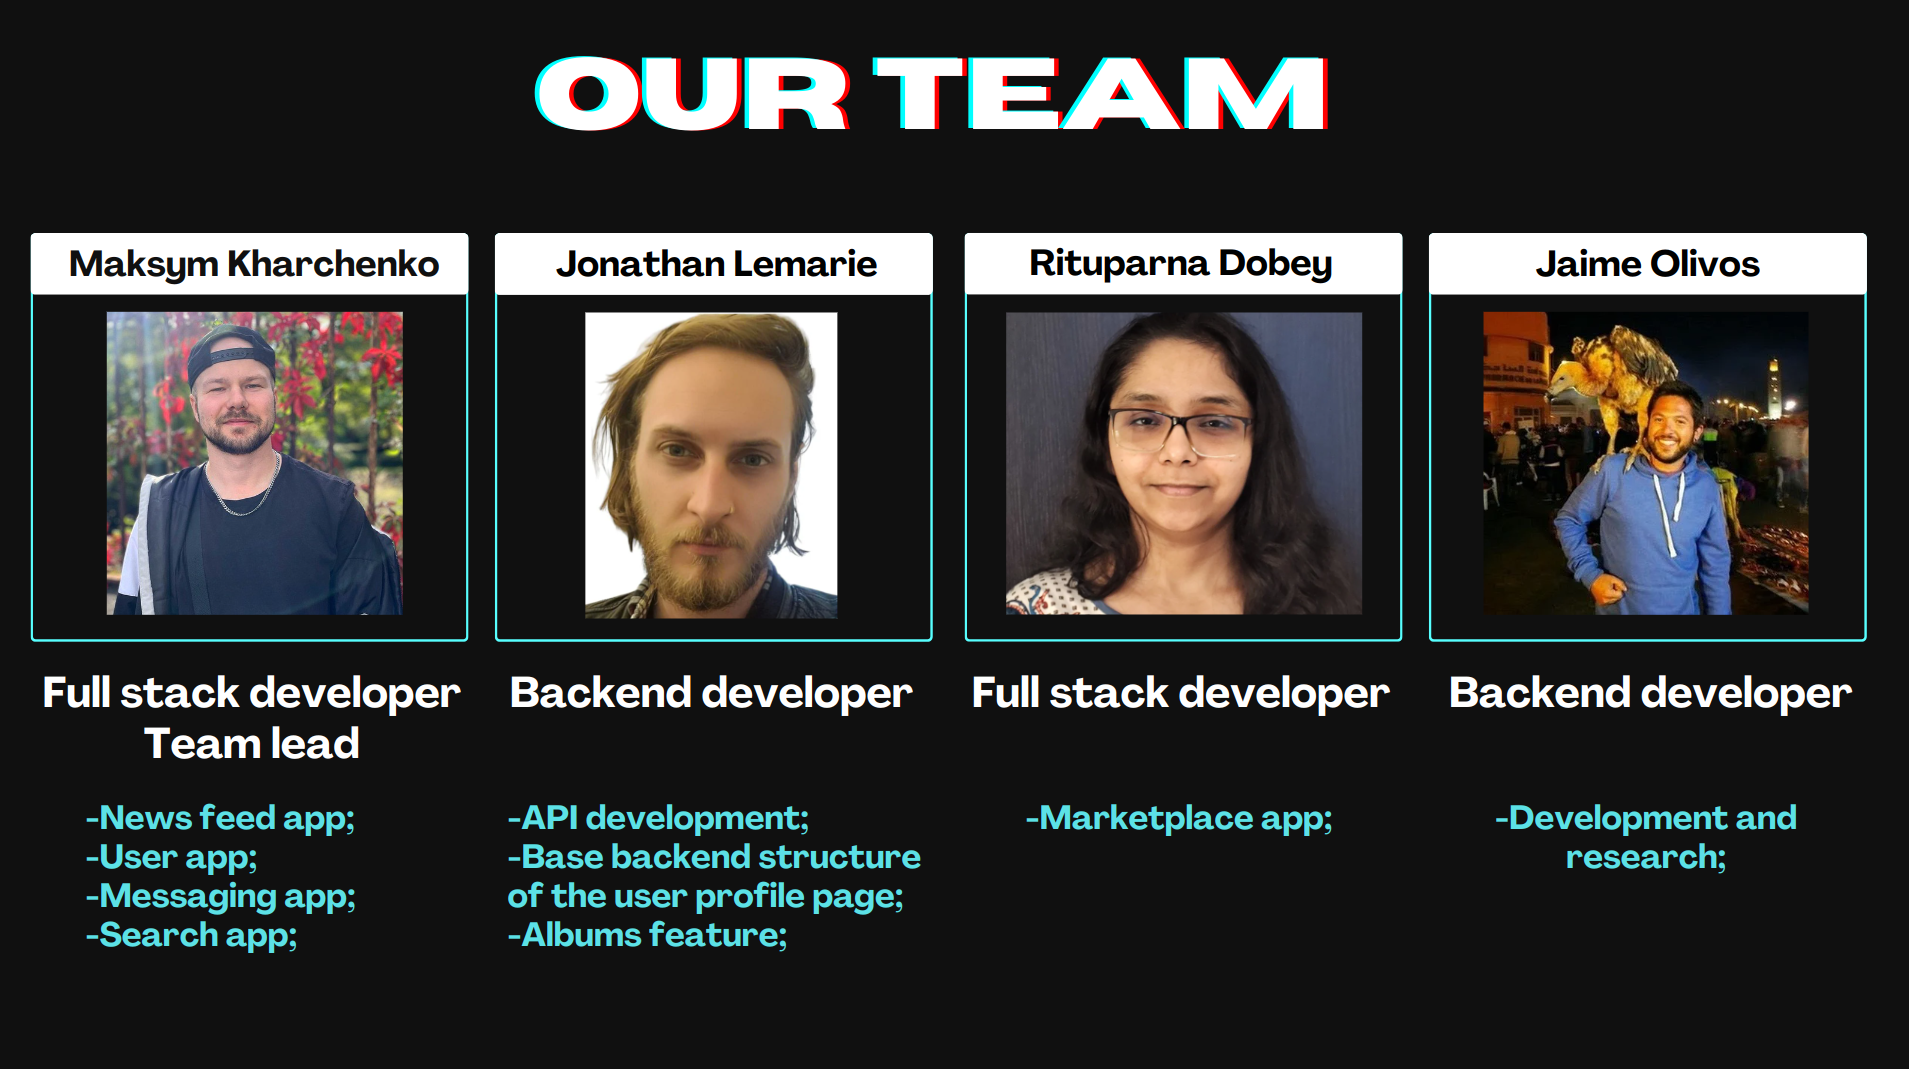 OUR TEAM
Maksym Kharchenko
Jonathan Lemarie
Rituparna Dobey
Jaime Olivos
Full stack developer
Team lead
Backend developer
Full stack developer
Backend developer
-News feed app;
-User app;
-Messaging app;
-Search app;
-API development;
-Base backend structure
of the user profile page;
-Albums feature;
-Marketplace app;
-Development and
research;